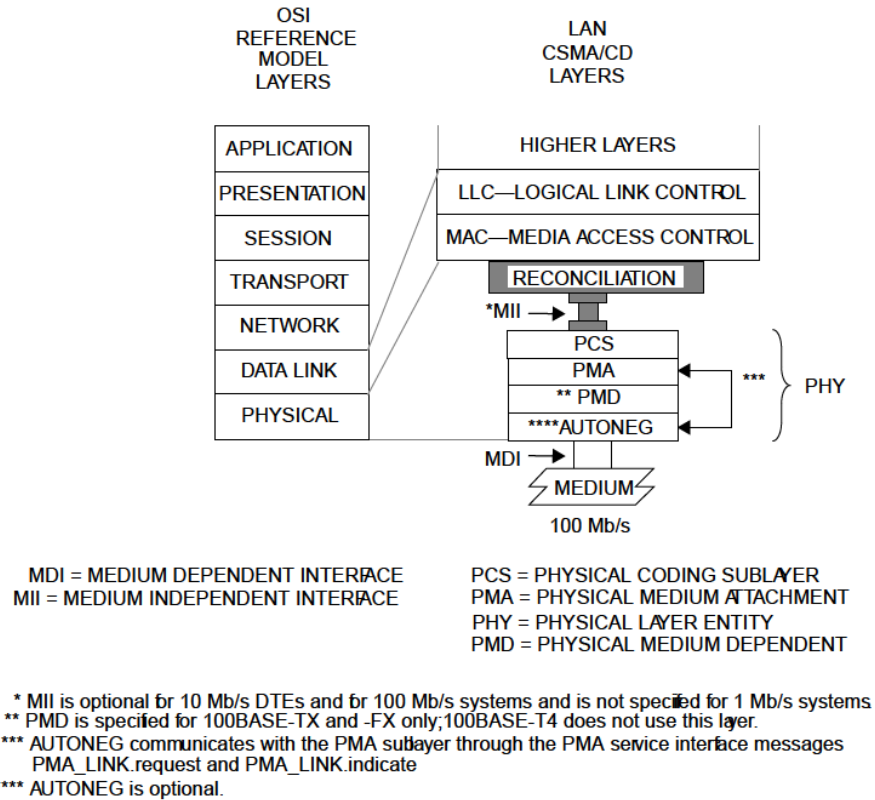 OSI
REFERENCE
MODEL
LAYERS
LAN
CSMA/CD
LAYERS
APPLICATION
PRESENTATION
SESSION
TRANSPORT
NETWORK
DATA LINK
PHYSICAL
HIGHER LAYERS
LLC—LOGICAL LINK CONTROL
MAC—MEDIA ACCESS CONTROL
RECONCILIATION
*MII
PCS
PMA
** PMD
****AUTONEG
***
PHY
MDI
MEDIUM
100 Mb/s
MDI = MEDIUM DEPENDENT INTERFACE
MII = MEDIUM INDEPENDENT INTERFACE
PCS = PHYSICAL CODING SUBLAYER
PMA = PHYSICAL MEDIUM ATTACHMENT
PHY = PHYSICAL LAYER ENTITY
PMD = PHYSICAL MEDIUM DEPENDENT
* MII is optional for 10 Mb/s DTEs and for 100 Mb/s systems and is not specified for 1 Mb/s systems.
** PMD is specified for 100BASE-TX and -FX only;100BASE-T4 does not use this layer.
*** AUTONEG communicates with the PMA sublayer through the PMA service interface messages
PMA_LINK.request and PMA_LINK.indicate
*** AUTONEG is optional.